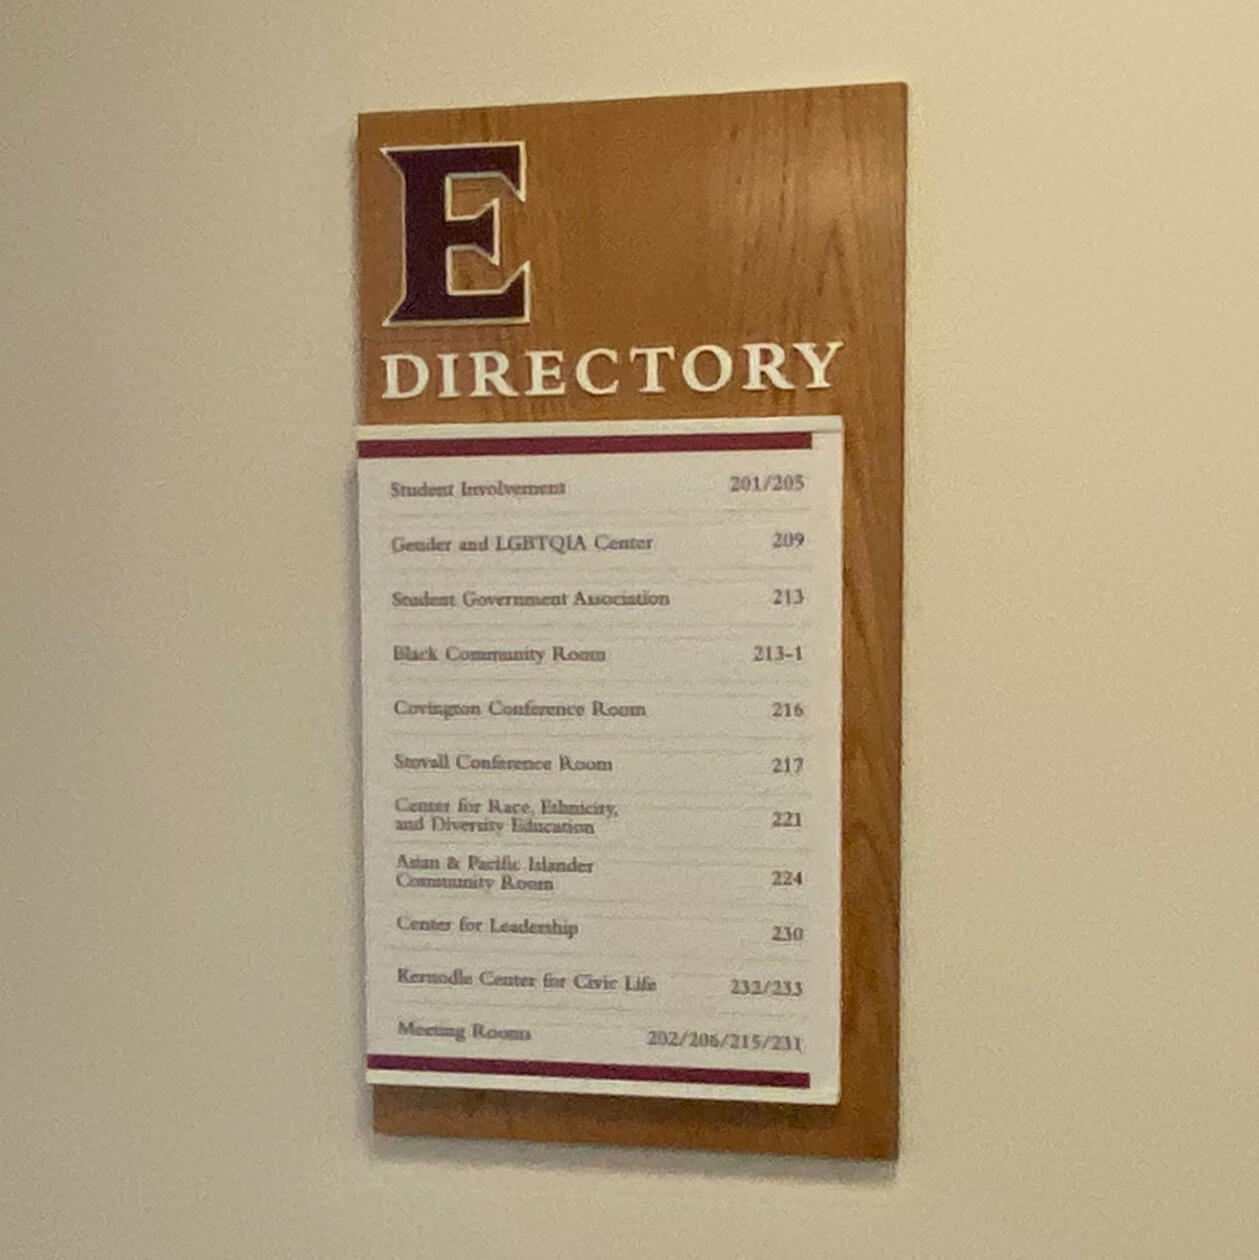 E
DIRECTORY
Student Involvement 201/205
Gender and LGBTQIA Center 209
Student Government Association 213
Black Community Room 213-1
Covington Conference Room 216
Stovall Conference Room 217
Center for Race, Ethnicity,
and Diversity Education 221
Asian & Pacific Islander
Community Room 224
Center for Leadership 230
Kernodle Center for Civic Life 232/233
Meeting Rooms 202/206/215/231